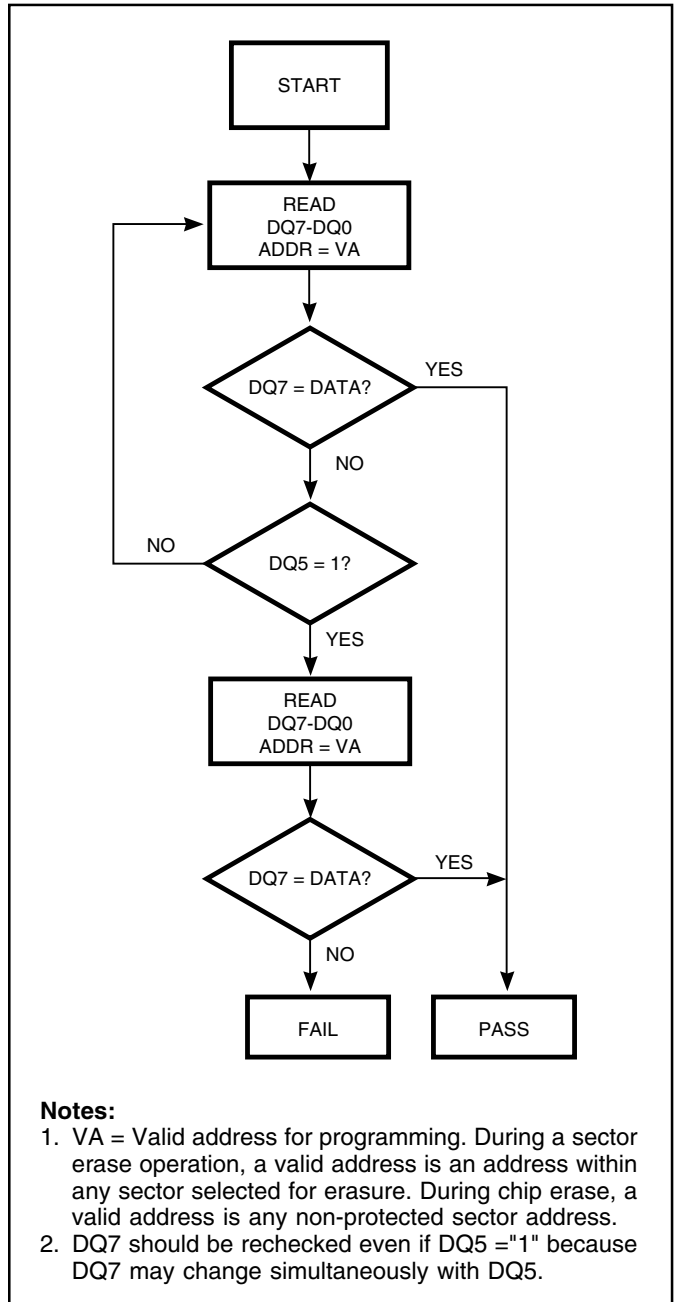 START
READ
DQ7-DQ0
ADDR = VA
DQ7 = DATA?
YES
NO
NO
DQ5 = 1?
YES
READ
DQ7-DQ0
ADDR = VA
DQ7 = DATA?
YES
NO
FAIL
PASS
Notes:
1. VA = Valid address for programming. During a sector
erase operation, a valid address is an address within
any sector selected for erasure. During chip erase, a
valid address is any non-protected sector address.
2. DQ7 should be rechecked even if DQ5 ="1" because
DQ7 may change simultaneously with DQ5.